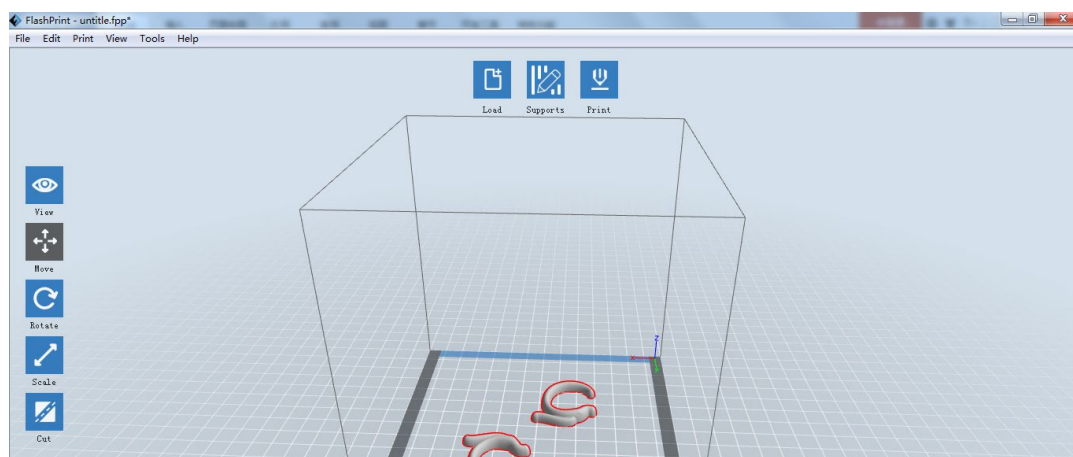 FlashPrint - untitle.fpp*
File Edit Print View Tools Help
Load Supports Print
View
Move
Rotate
Scale
Cut
z
x